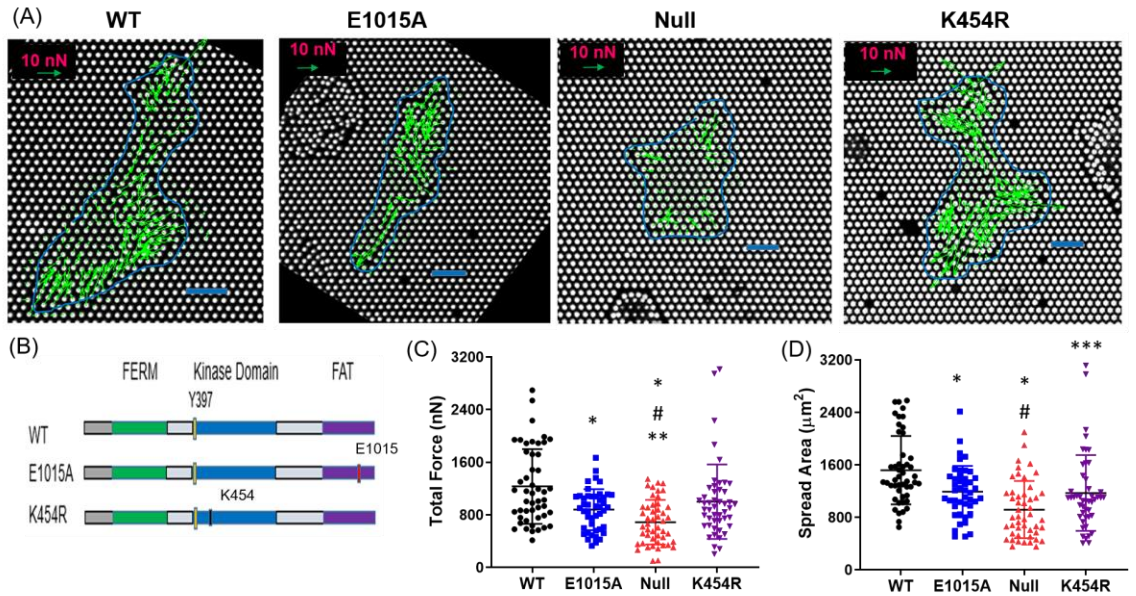 (A)
WT
E1015A
Null
K454R
10 nN
10 nN
10 nN
10 nN
(B)
FERM
Kinase Domain
FAT
Y397
WT
E1015
E1015A
K454
K454R
(C)
Total Force (nN)
3200
2400
1600
800
0
*
*
#
**
WT
E1015A
Null
K454R
(D)
Spread Area (μm²)
3200
2400
1600
800
0
*
*
#
***
WT
E1015A
Null
K454R